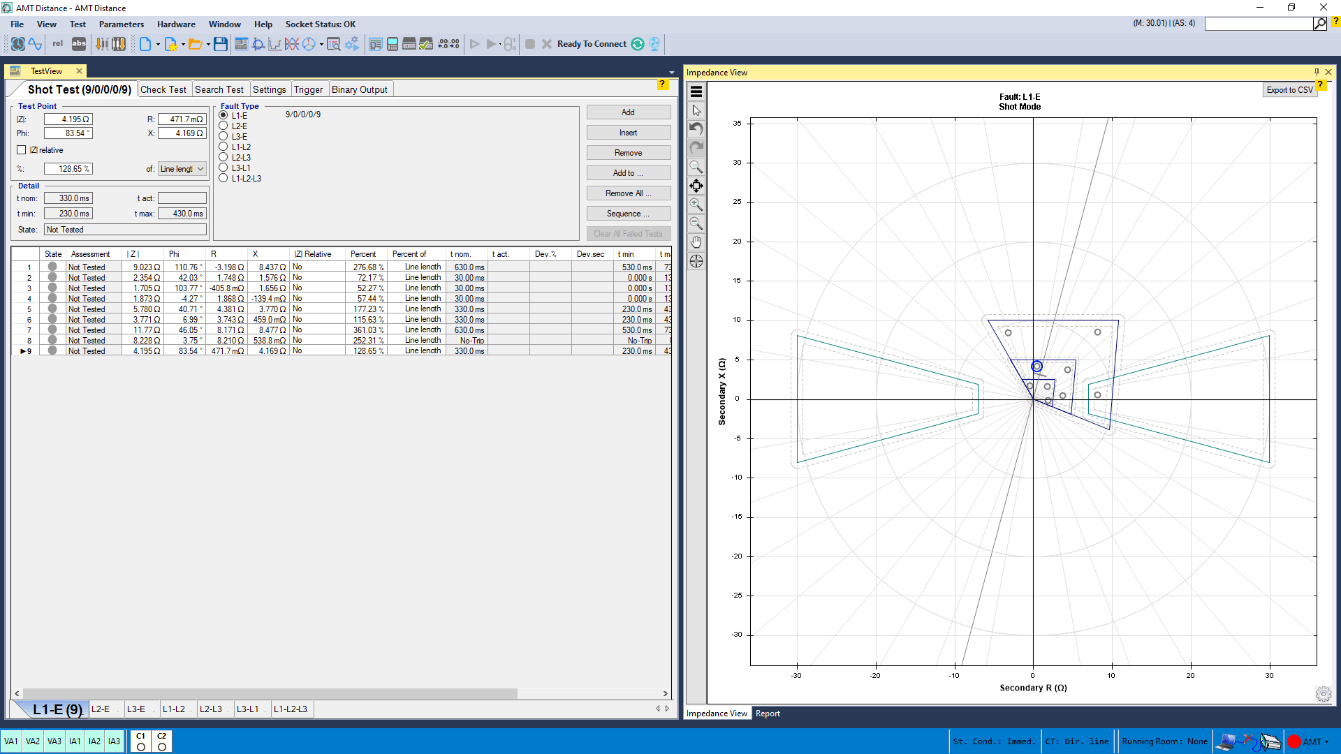 AMT Distance - AMT Distance
File View Test Parameters Hardware Window Help Socket Status: OK
(M: 30.01) (AS: 4)
rel abs Ready To Connect
TestView
Shot Test (9/0/0/0/9) Check Test Search Test Settings Trigger Binary Output
Test Point
|Z|: 4.195 Ω R: 471.7 mΩ
Phi: 83.54 ° X: 4.169 Ω
|Z| relative
%: 128.65 % of: Line lengt
Detail
t nom: 330.0 ms t act:
t min: 230.0 ms t max: 430.0 ms
State: Not Tested
Fault Type
L1-E 9/0/0/0/9
L2-E
L3-E
L1-L2
L2-L3
L3-L1
L1-L2-L3
Add
Insert
Remove
Add to ...
Remove All ...
Sequence ...
Clear All Failed Tests
State Assessment | Z | Phi R X |Z| Relative Percent Percent of t nom. t act. Dev.% Dev.sec t min t m
1 Not Tested 9.023 Ω 110.76 ° -3.198 Ω 8.437 Ω No 276.68 % Line length 630.0 ms 530.0 ms 73
2 Not Tested 2.354 Ω 42.03 ° 1.748 Ω 1.576 Ω No 72.17 % Line length 30.00 ms 0.000 s 13
3 Not Tested 1.705 Ω 103.77 ° -405.8 mΩ 1.656 Ω No 52.27 % Line length 30.00 ms 0.000 s 13
4 Not Tested 1.873 Ω -4.27 ° 1.868 Ω -139.4 mΩ No 57.44 % Line length 30.00 ms 0.000 s 13
5 Not Tested 5.780 Ω 40.71 ° 4.381 Ω 3.770 Ω No 177.23 % Line length 330.0 ms 230.0 ms 43
6 Not Tested 3.771 Ω 6.99 ° 3.743 Ω 459.0 mΩ No 115.63 % Line length 330.0 ms 230.0 ms 43
7 Not Tested 11.77 Ω 46.05 ° 8.171 Ω 8.477 Ω No 361.03 % Line length 630.0 ms 530.0 ms 73
8 Not Tested 8.228 Ω 3.75 ° 8.210 Ω 538.8 mΩ No 252.31 % Line length No-Trip No-Trip
9 Not Tested 4.195 Ω 83.54 ° 471.7 mΩ 4.169 Ω No 128.65 % Line length 330.0 ms 230.0 ms 43
L1-E (9) L2-E L3-E L1-L2 L2-L3 L3-L1 L1-L2-L3
Impedance View
Export to CSV
Fault: L1-E
Shot Mode
35
30
25
20
15
10
5
0
-5
-10
-15
-20
-25
-30
Secondary X (Ω)
-30 -20 -10 0 10 20 30
Secondary R (Ω)
Impedance View Report
VA1 VA2 VA3 IA1 IA2 IA3 C1 C2
St. Cond.: Immed. CT: Dir. line Running Room: None AMT